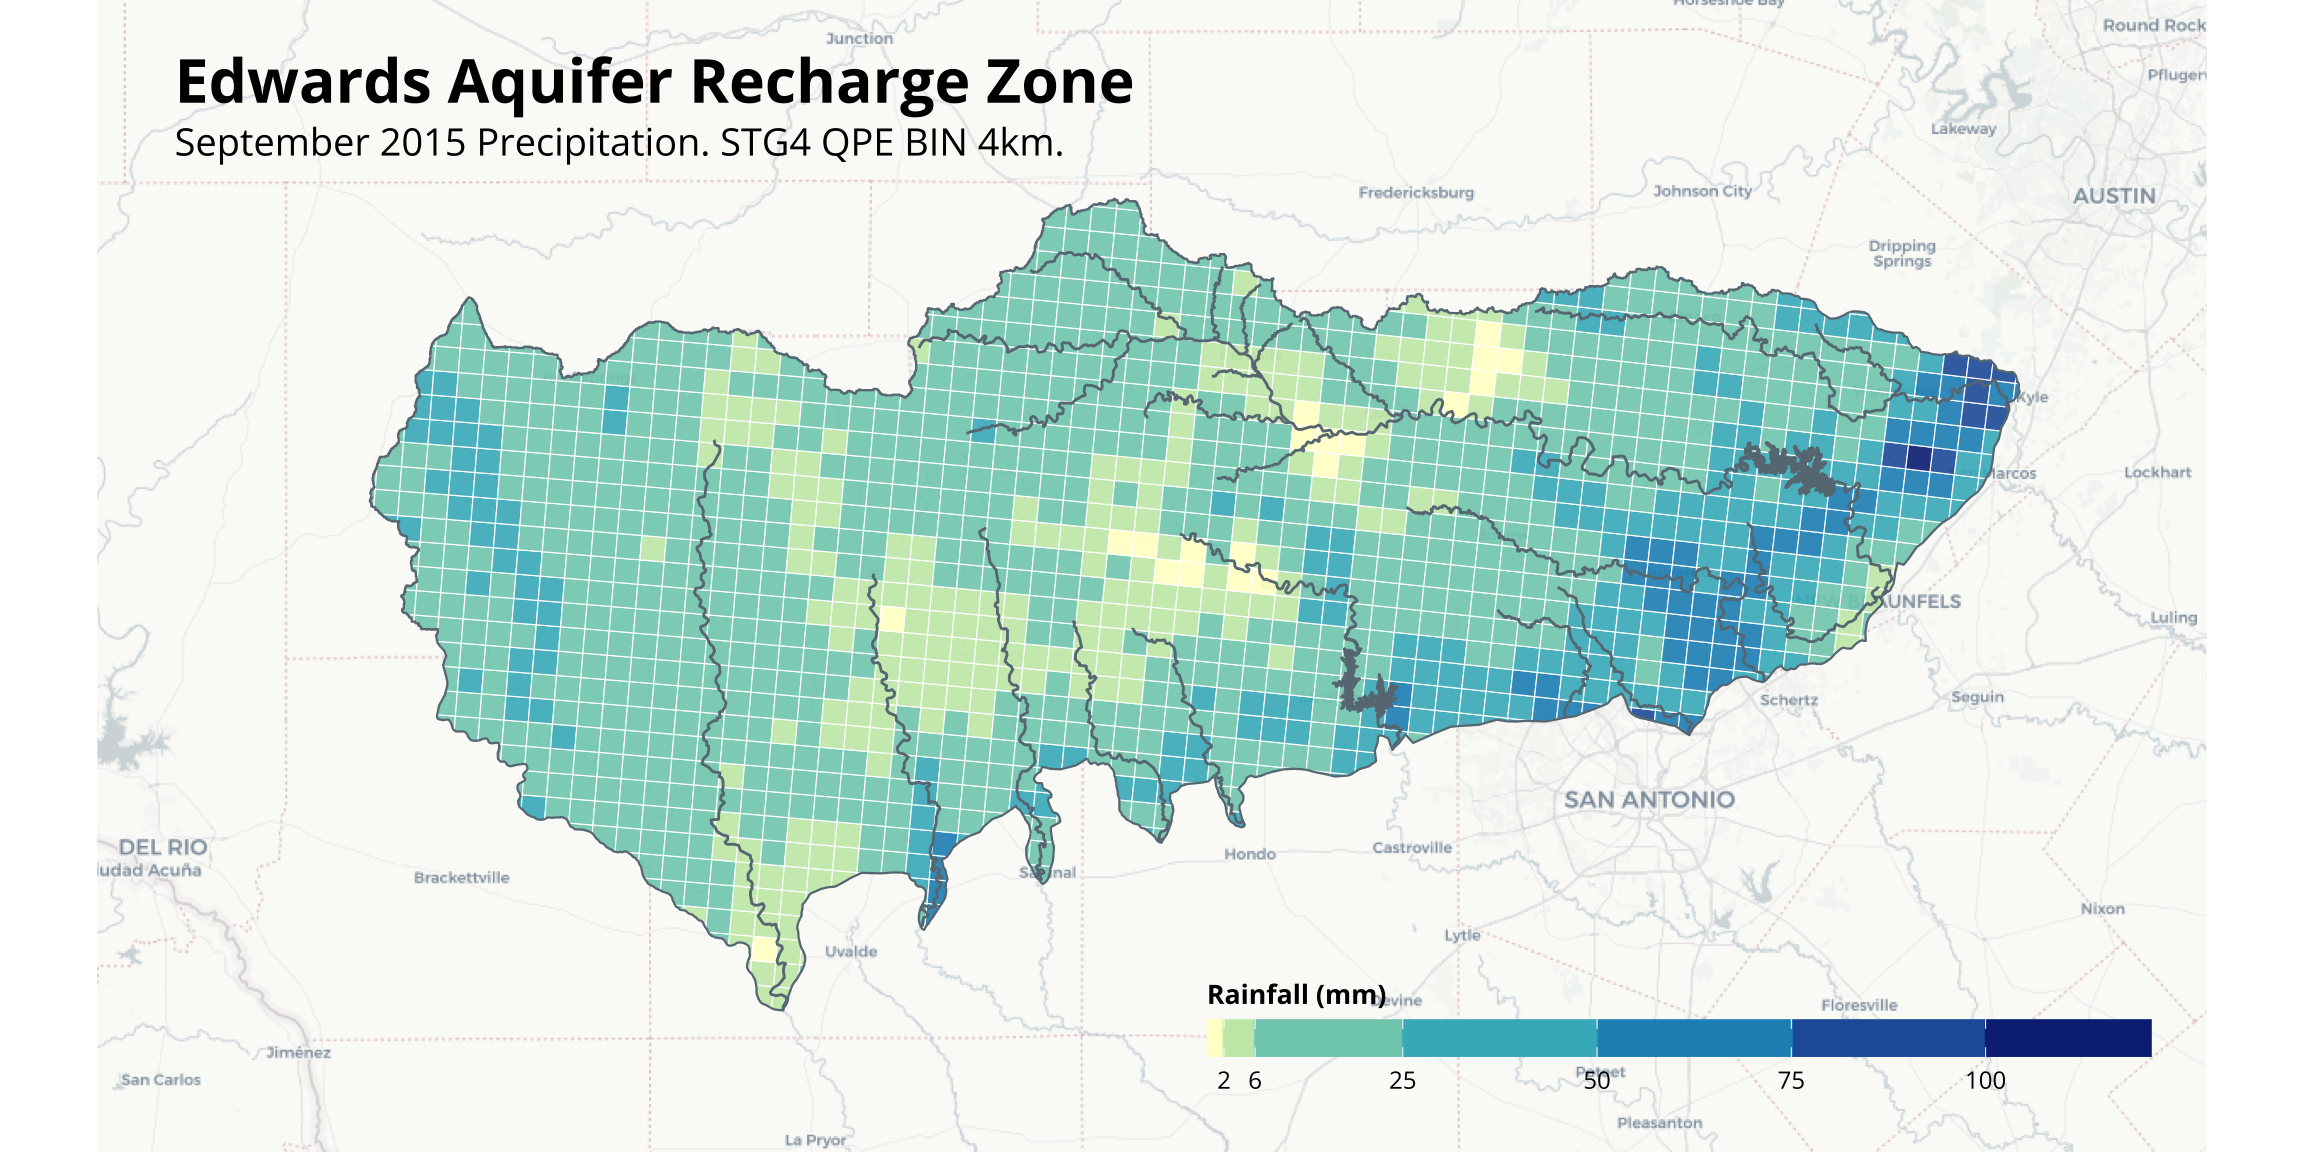 Horseshoe Bay
Round Rock
Junction
Edwards Aquifer Recharge Zone
Pfluger
September 2015 Precipitation. STG4 QPE BIN 4km.
Lakeway
Fredericksburg
Johnson City
AUSTIN
Dripping
Springs
Kyle
Marcos
Lockhart
NEW B AUNFELS
Luling
Seguin
Schertz
SAN ANTONIO
DEL RIO
iudad Acuña
Brackettville
Sabinal
Hondo
Castroville
Nixon
Uvalde
Lytle
Rainfall (mm)
Devine
Floresville
Jiménez
San Carlos
2 6 25 50 75 100
Poteet
Pleasanton
La Pryor